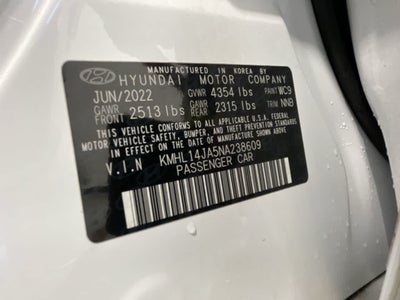 MANUFACTURED IN KOREA BY
HYUNDAI MOTOR COMPANY
JUN/2022 GVWR 4354 lbs PAINT WC9
GAWR FRONT 2513 lbs GAWR REAR 2315 lbs TRIM NNB
THIS VEHICLE CONFORMS TO ALL APPLICABLE U.S.A. FEDERAL
MOTOR VEHICLE SAFETY, BUMPER, AND THEFT PREVENTION
STANDARDS IN EFFECT ON THE DATE OF MANUFACTURE SHOWN ABOVE.
V.I.N KMHL14JA5NA238609
PASSENGER CAR